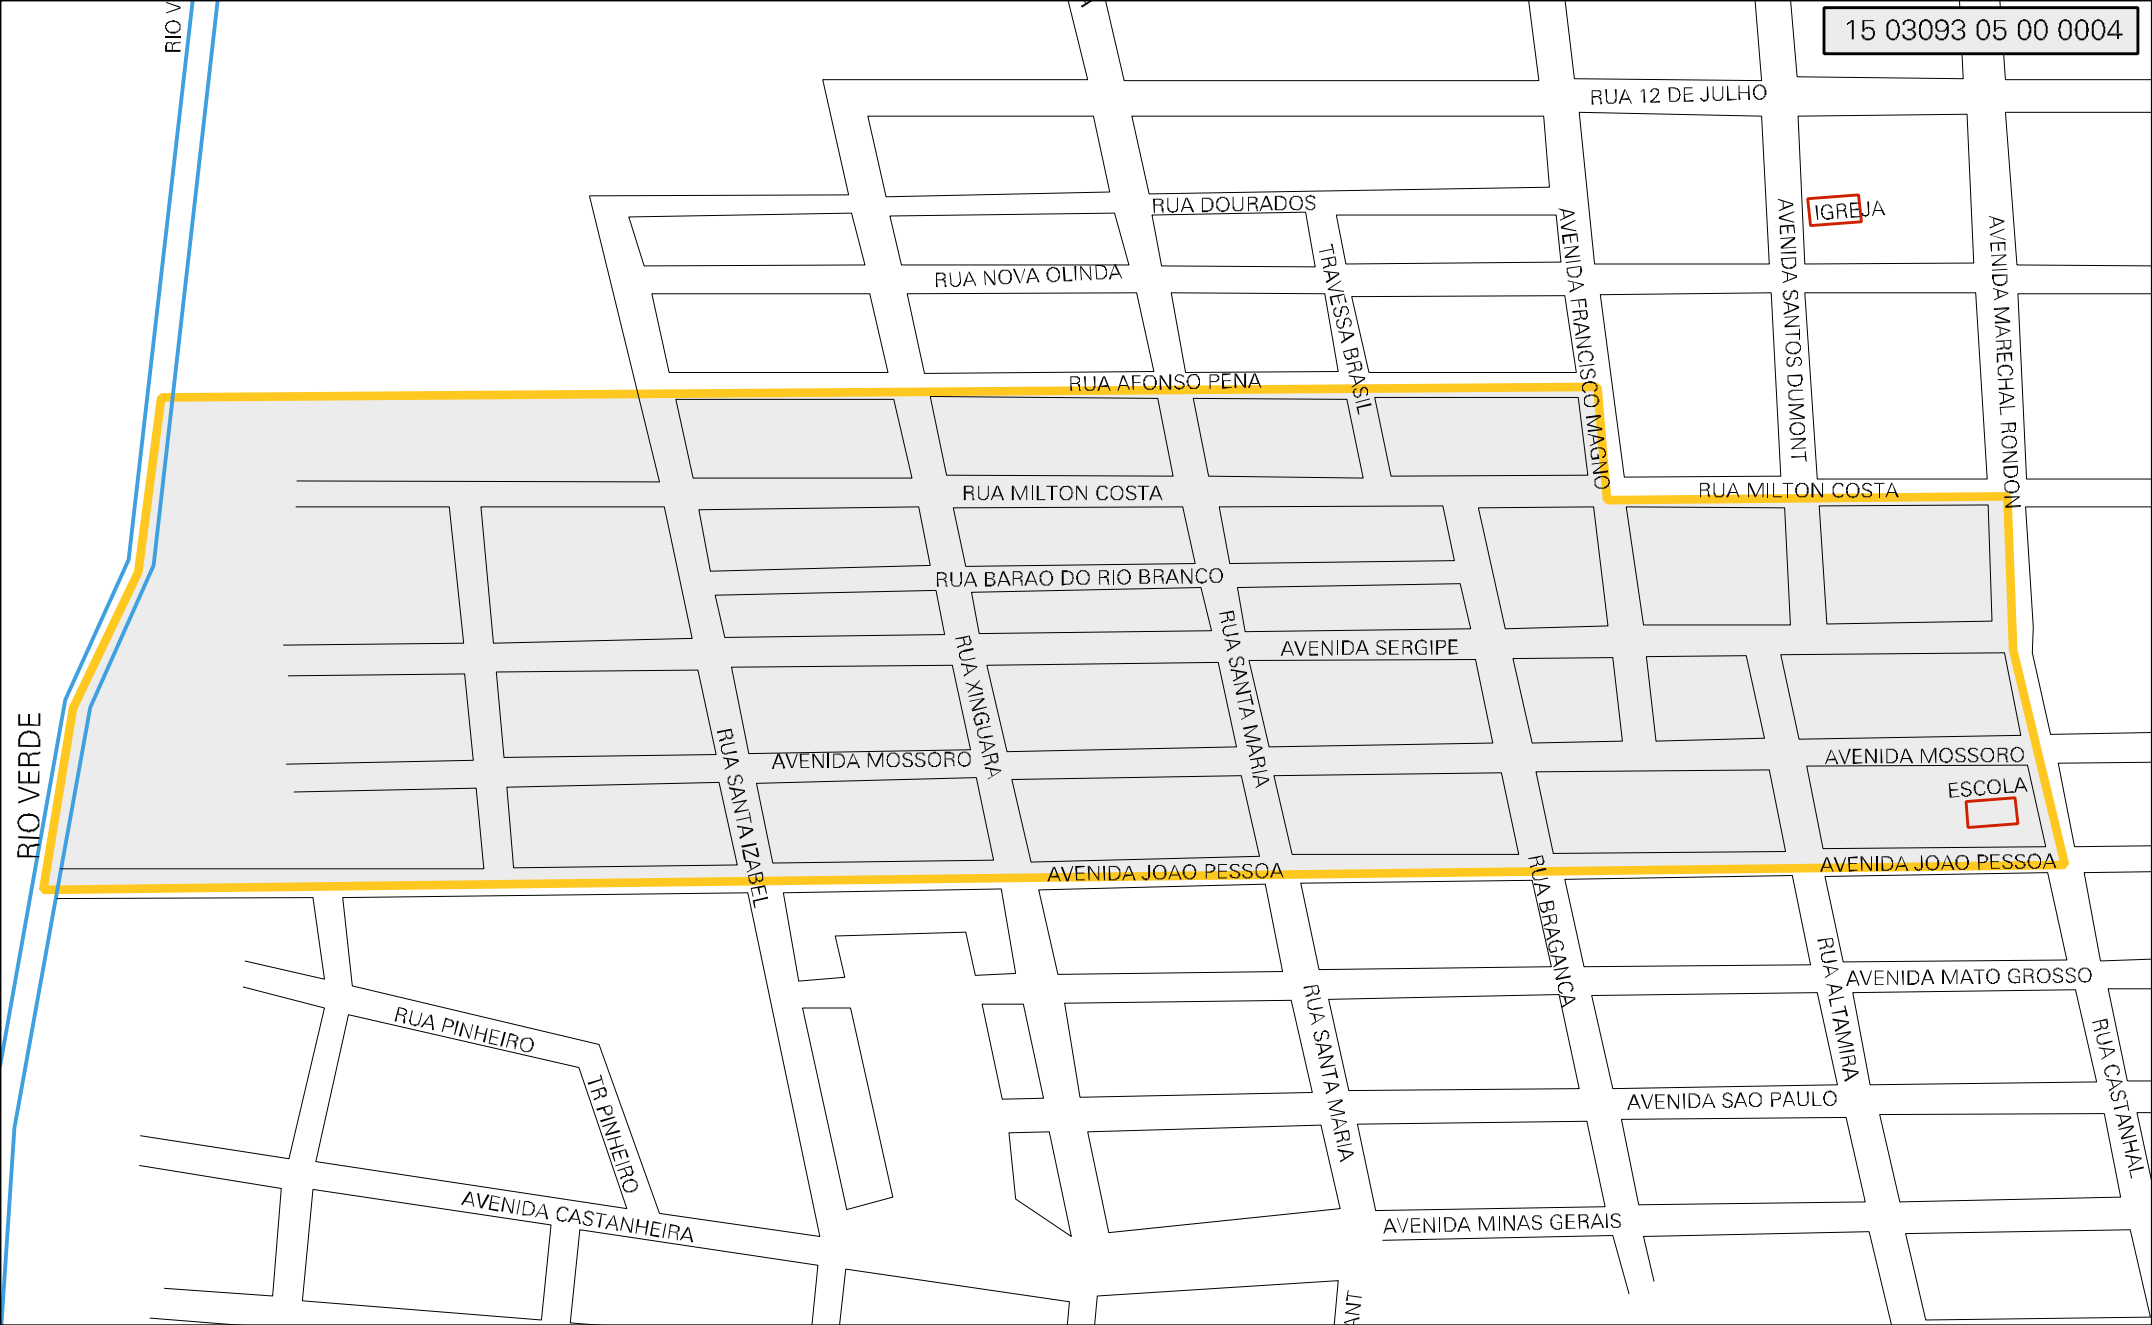 RIO V
15 03093 05 00 0004
RUA 12 DE JULHO
RUA DOURADOS
IGREJA
RUA NOVA OLINDA
TRAVESSA BRASIL
AVENIDA FRANCISCO MAGNO
AVENIDA SANTOS DUMONT
AVENIDA MARECHAL RONDON
RUA AFONSO PENA
RUA MILTON COSTA
RUA MILTON COSTA
RUA BARAO DO RIO BRANCO
AVENIDA SERGIPE
RUA XINGUARA
RUA SANTA MARIA
RIO VERDE
RUA SANTA IZABEL
AVENIDA MOSSORO
AVENIDA MOSSORO
ESCOLA
AVENIDA JOAO PESSOA
AVENIDA JOAO PESSOA
RUA BRAGANCA
RUA ALTAMIRA
AVENIDA MATO GROSSO
RUA PINHEIRO
RUA SANTA MARIA
RUA CASTANHAL
TR PINHEIRO
AVENIDA SAO PAULO
AVENIDA CASTANHEIRA
AVENIDA MINAS GERAIS
ANT